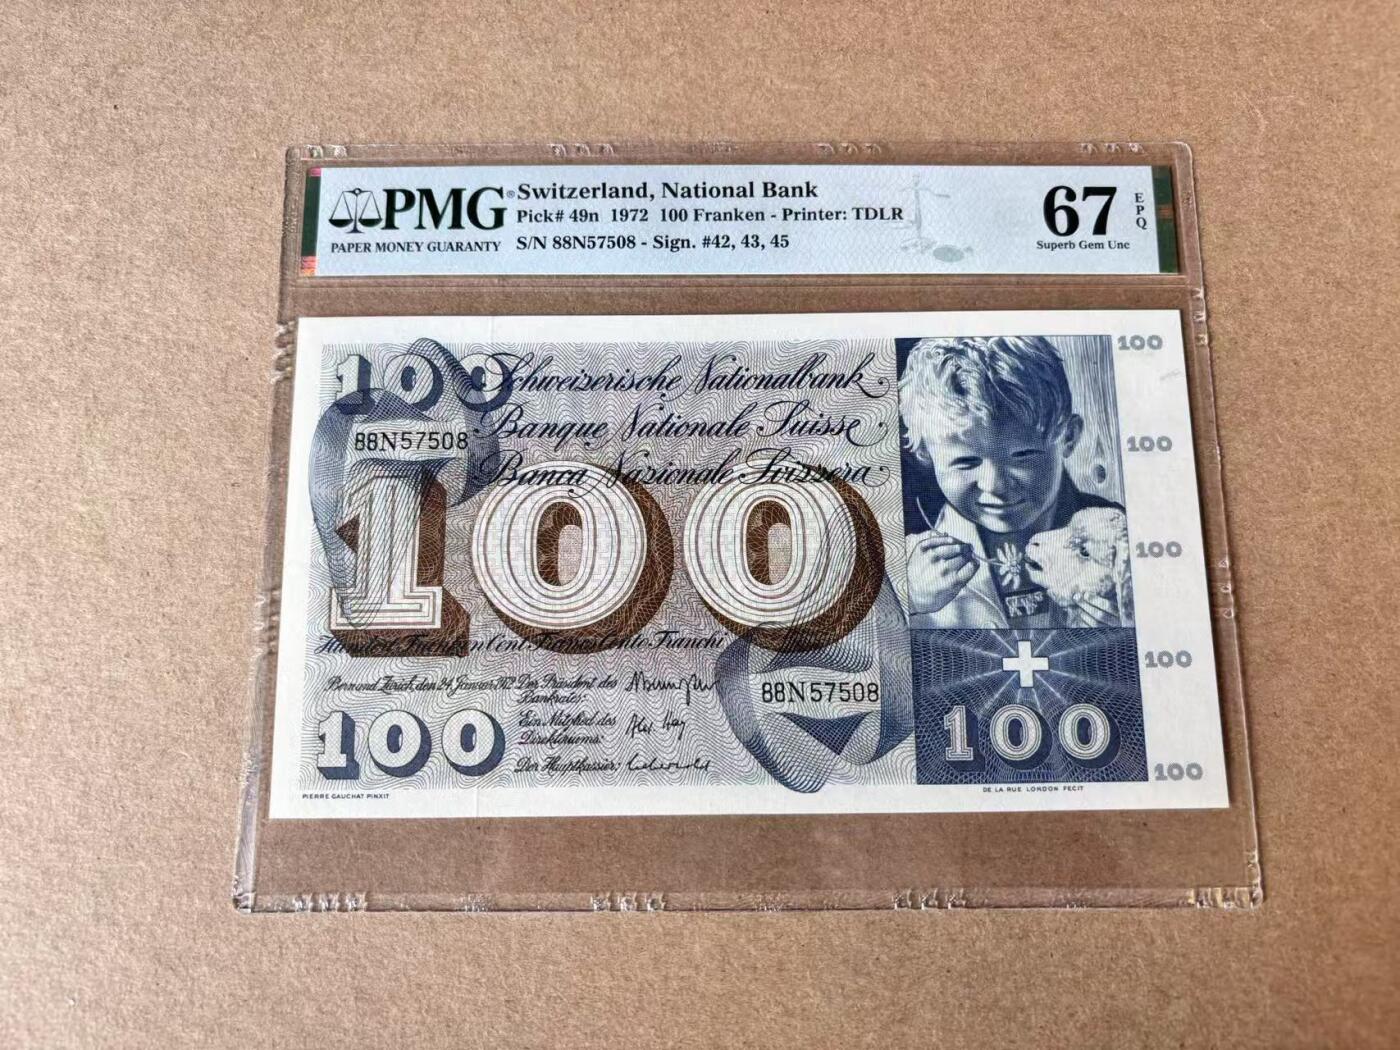 PMG®
PAPER MONEY GUARANTY
Switzerland, National Bank
Pick# 49n 1972 100 Franken - Printer: TDLR
S/N 88N57508 - Sign. #42, 43, 45
67
EPQ
Superb Gem Unc
100
Schweizerische Nationalbank
Banque Nationale Suisse
Banca Nazionale Svizzera
88N57508
100
Hundert Franken Cent Francs Cento Franchi
Bern und Zürich, den 24. Januar 1972
Der Präsident des
Bankrates:
Ein Mitglied des
Direktoriums:
Der Hauptkassier:
88N57508
100
100
100
100
100
100
100
100
PIERRE GAUCHAT PINXIT
DE LA RUE LONDON FECIT